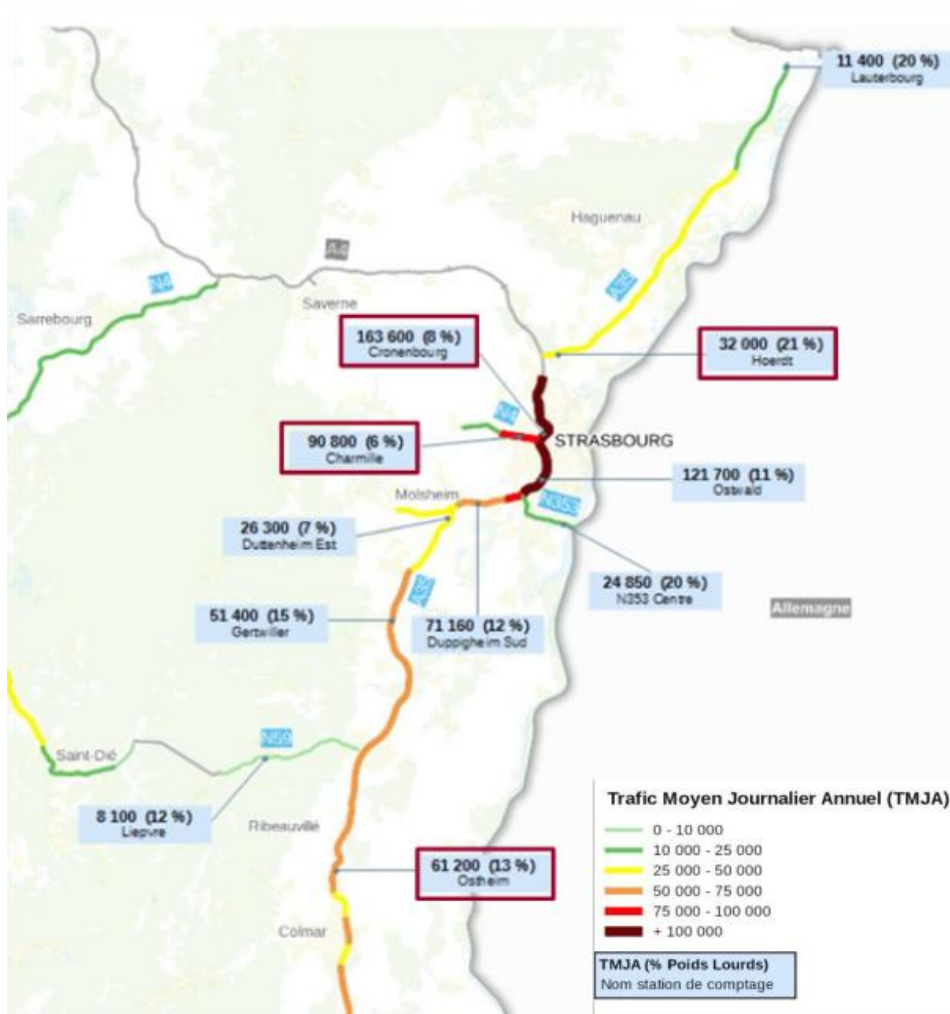 11 400 (20 %)
Lauterbourg
Haguenau
A4
N4
A35
Sarrebourg
Saverne
163 600 (8 %)
Cronenbourg
32 000 (21 %)
Hoerdt
N4
90 800 (6 %)
Charmille
STRASBOURG
121 700 (11 %)
Ostwald
Molsheim
N353
26 300 (7 %)
Duttenheim Est
24 850 (20 %)
N353 Centre
A35
51 400 (15 %)
Gertwiller
71 160 (12 %)
Duppigheim Sud
Allemagne
N59
Saint-Dié
8 100 (12 %)
Liepvre
Ribeauvillé
61 200 (13 %)
Ostheim
Colmar
Trafic Moyen Journalier Annuel (TMJA)
0 - 10 000
10 000 - 25 000
25 000 - 50 000
50 000 - 75 000
75 000 - 100 000
+ 100 000
TMJA (% Poids Lourds)
Nom station de comptage